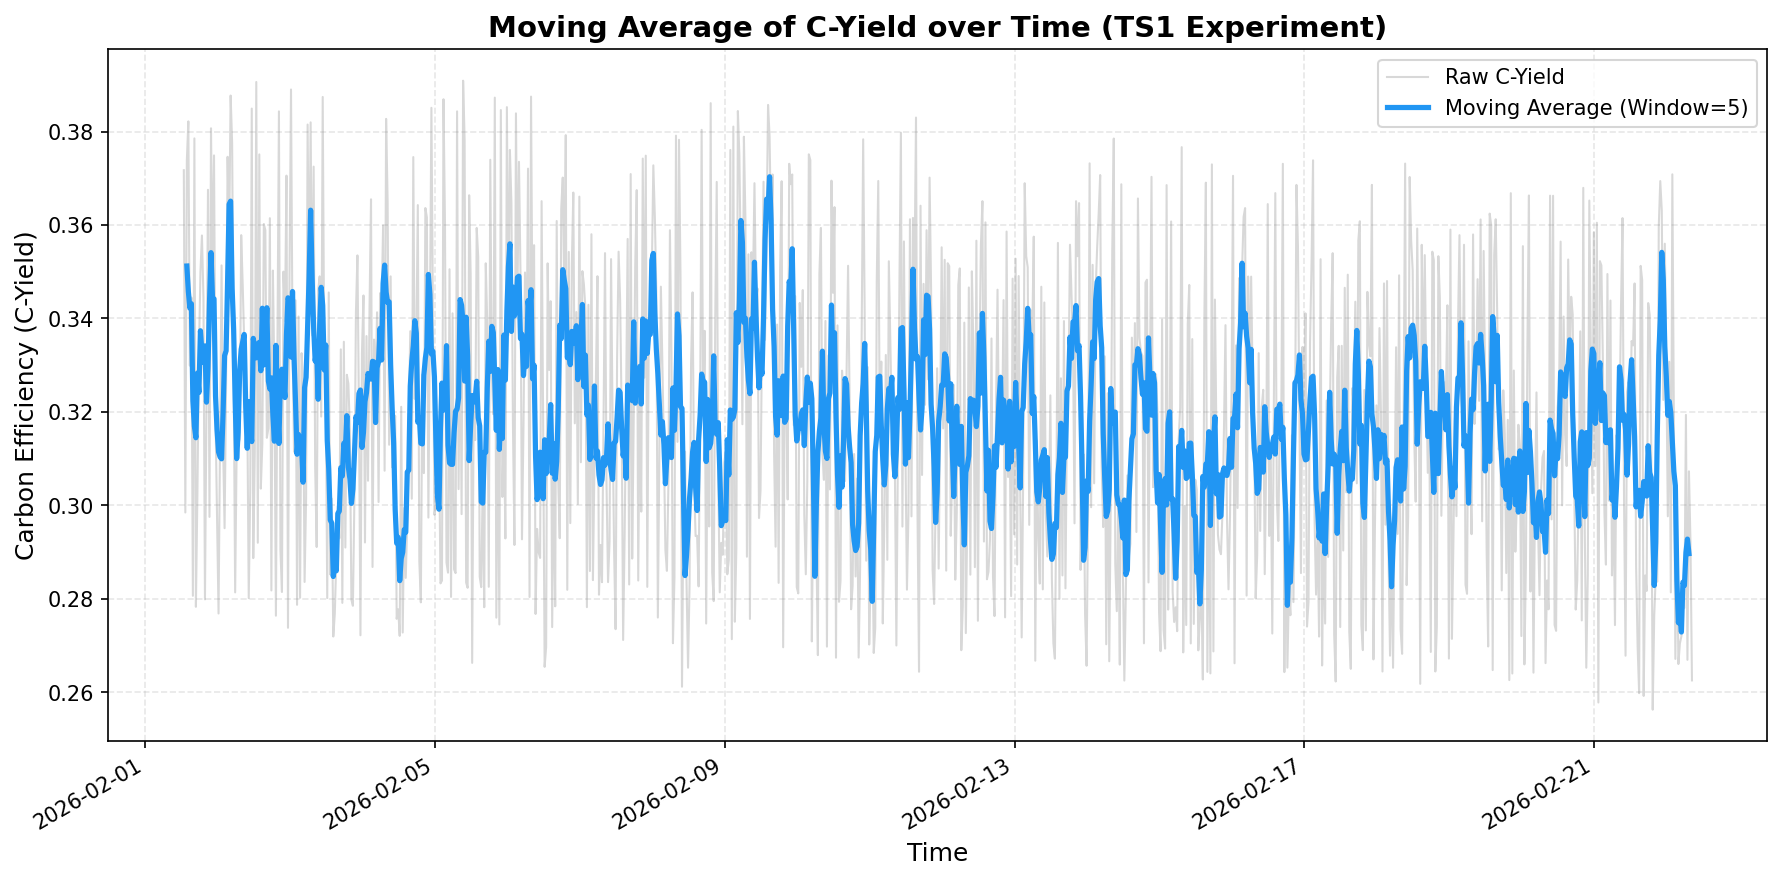 Moving Average of C-Yield over Time (TS1 Experiment)
Raw C-Yield
Moving Average (Window=5)
Carbon Efficiency (C-Yield)
0.38
0.36
0.34
0.32
0.30
0.28
0.26
2026-02-01
2026-02-05
2026-02-09
2026-02-13
2026-02-17
2026-02-21
Time